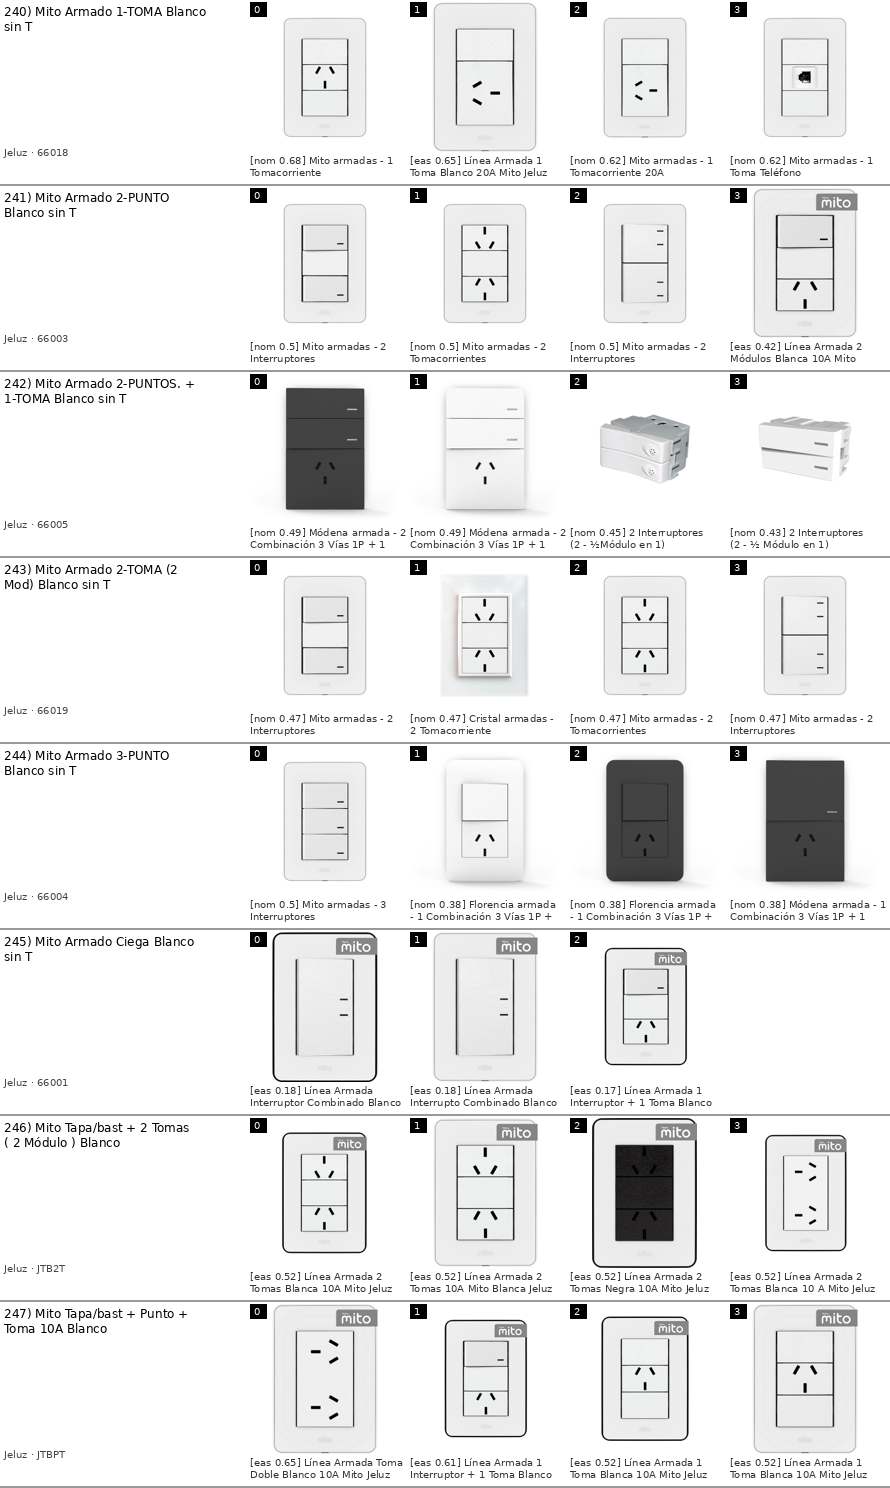 240) Mito Armado 1-TOMA Blanco
sin T
Jeluz · 66018
0
1
2
3
[nom 0.68] Mito armadas - 1
Tomacorriente
[eas 0.65] Línea Armada 1
Toma Blanco 20A Mito Jeluz
[nom 0.62] Mito armadas - 1
Tomacorriente 20A
[nom 0.62] Mito armadas - 1
Toma Teléfono
241) Mito Armado 2-PUNTO
Blanco sin T
Jeluz · 66003
0
1
2
3
mito
[nom 0.5] Mito armadas - 2
Interruptores
[nom 0.5] Mito armadas - 2
Tomacorrientes
[nom 0.5] Mito armadas - 2
Interruptores
[eas 0.42] Línea Armada 2
Módulos Blanca 10A Mito
242) Mito Armado 2-PUNTOS. +
1-TOMA Blanco sin T
Jeluz · 66005
0
1
2
3
[nom 0.49] Módena armada - 2
Combinación 3 Vías 1P + 1
[nom 0.49] Módena armada - 2
Combinación 3 Vías 1P + 1
[nom 0.45] 2 Interruptores
(2 - ½Módulo en 1)
[nom 0.43] 2 Interruptores
(2 - ½ Módulo en 1)
243) Mito Armado 2-TOMA (2
Mod) Blanco sin T
Jeluz · 66019
0
1
2
3
[nom 0.47] Mito armadas - 2
Interruptores
[nom 0.47] Cristal armadas -
2 Tomacorriente
[nom 0.47] Mito armadas - 2
Tomacorrientes
[nom 0.47] Mito armadas - 2
Interruptores
244) Mito Armado 3-PUNTO
Blanco sin T
Jeluz · 66004
0
1
2
3
[nom 0.5] Mito armadas - 3
Interruptores
[nom 0.38] Florencia armada
- 1 Combinación 3 Vías 1P +
[nom 0.38] Florencia armada
- 1 Combinación 3 Vías 1P +
[nom 0.38] Módena armada - 1
Combinación 3 Vías 1P + 1
245) Mito Armado Ciega Blanco
sin T
Jeluz · 66001
0
mito
1
mito
2
mito
[eas 0.18] Línea Armada
Interruptor Combinado Blanco
[eas 0.18] Línea Armada
Interrupto Combinado Blanco
[eas 0.17] Línea Armada 1
Interruptor + 1 Toma Blanco
246) Mito Tapa/bast + 2 Tomas
( 2 Módulo ) Blanco
Jeluz · JTB2T
0
mito
1
mito
2
mito
3
mito
[eas 0.52] Línea Armada 2
Tomas Blanca 10A Mito Jeluz
[eas 0.52] Línea Armada 2
Tomas 10A Mito Blanca Jeluz
[eas 0.52] Línea Armada 2
Tomas Negra 10A Mito Jeluz
[eas 0.52] Línea Armada 2
Tomas Blanca 10 A Mito Jeluz
247) Mito Tapa/bast + Punto +
Toma 10A Blanco
Jeluz · JTBPT
0
mito
1
mito
2
mito
3
mito
[eas 0.65] Línea Armada Toma
Doble Blanco 10A Mito Jeluz
[eas 0.61] Línea Armada 1
Interruptor + 1 Toma Blanco
[eas 0.52] Línea Armada 1
Toma Blanca 10A Mito Jeluz
[eas 0.52] Línea Armada 1
Toma Blanca 10A Mito Jeluz